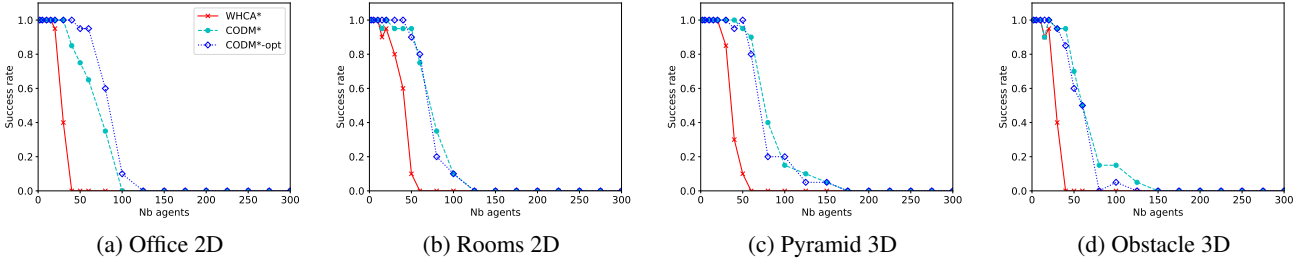 1.0
0.8
0.6
0.4
0.2
0.0
Success rate
0 50 100 150 200 250 300
Nb agents
WHCA*
CODM*
CODM*-opt
(a) Office 2D
1.0
0.8
0.6
0.4
0.2
0.0
Success rate
0 50 100 150 200 250 300
Nb agents
(b) Rooms 2D
1.0
0.8
0.6
0.4
0.2
0.0
Success rate
0 50 100 150 200 250 300
Nb agents
(c) Pyramid 3D
1.0
0.8
0.6
0.4
0.2
0.0
Success rate
0 50 100 150 200 250 300
Nb agents
(d) Obstacle 3D